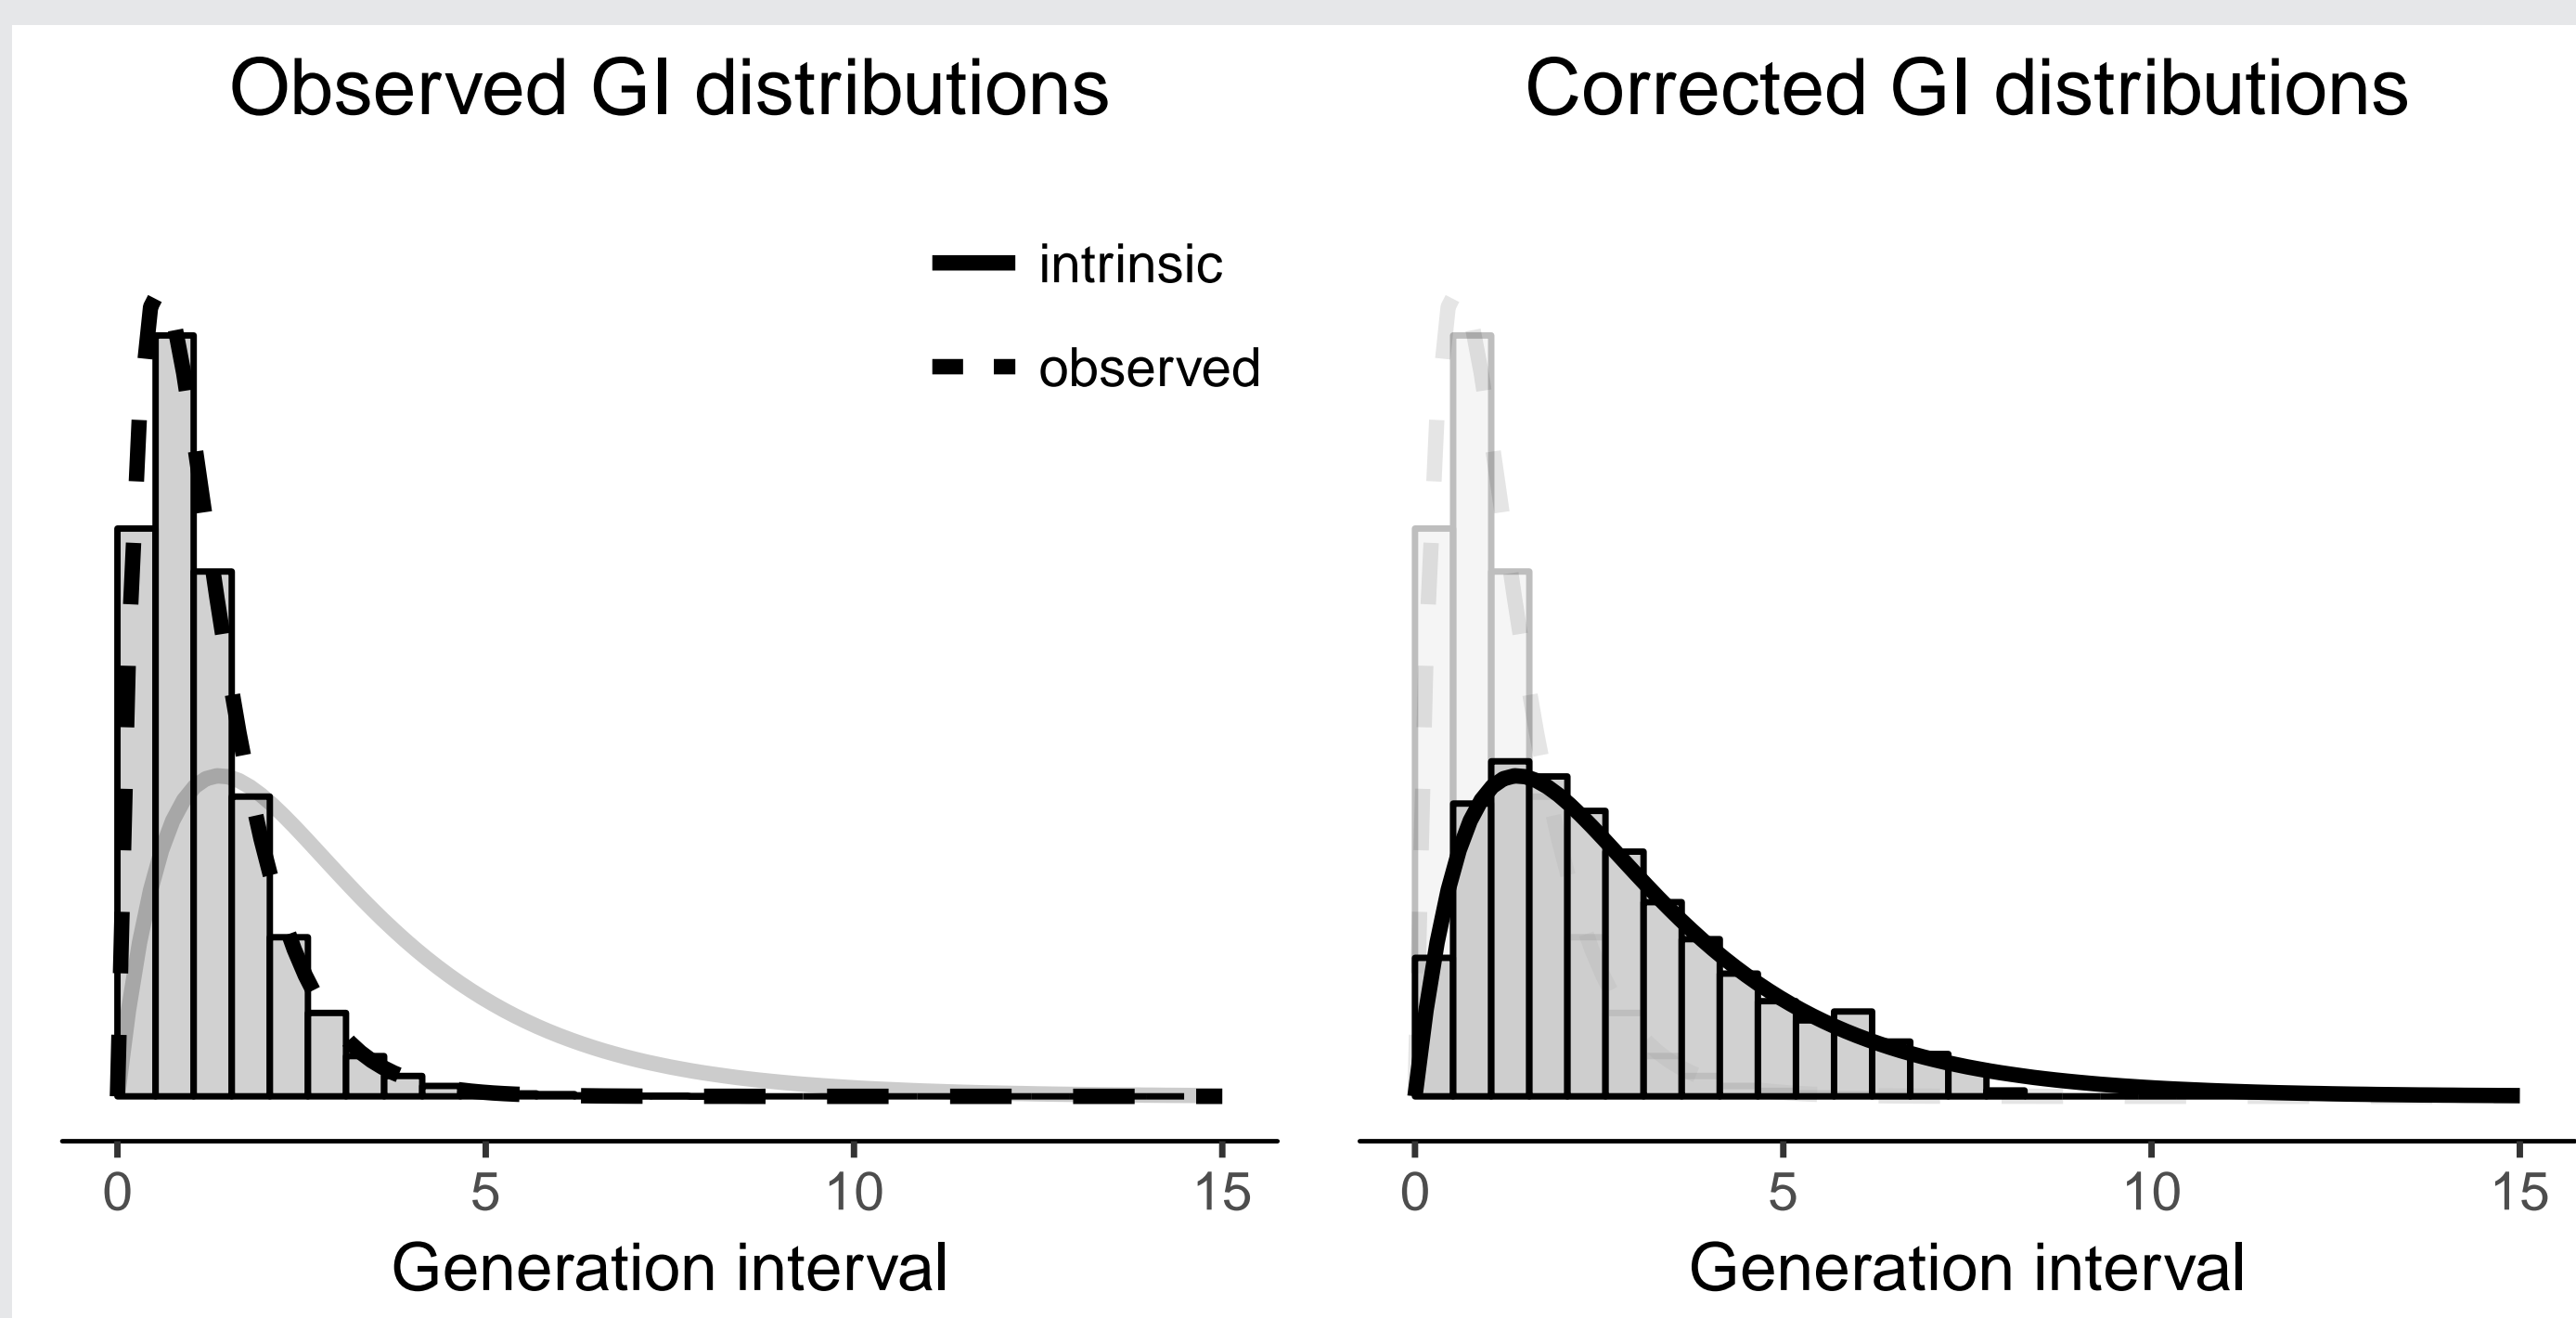 Observed GI distributions
intrinsic
observed
0 5 10 15
Generation interval
Corrected GI distributions
0 5 10 15
Generation interval